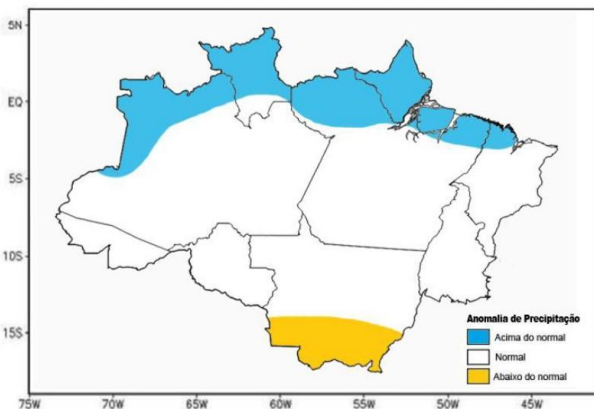 5N
EQ
5S
10S
15S
75W 70W 65W 60W 55W 50W 45W
Anomalia de Precipitação
Acima do normal
Normal
Abaixo do normal